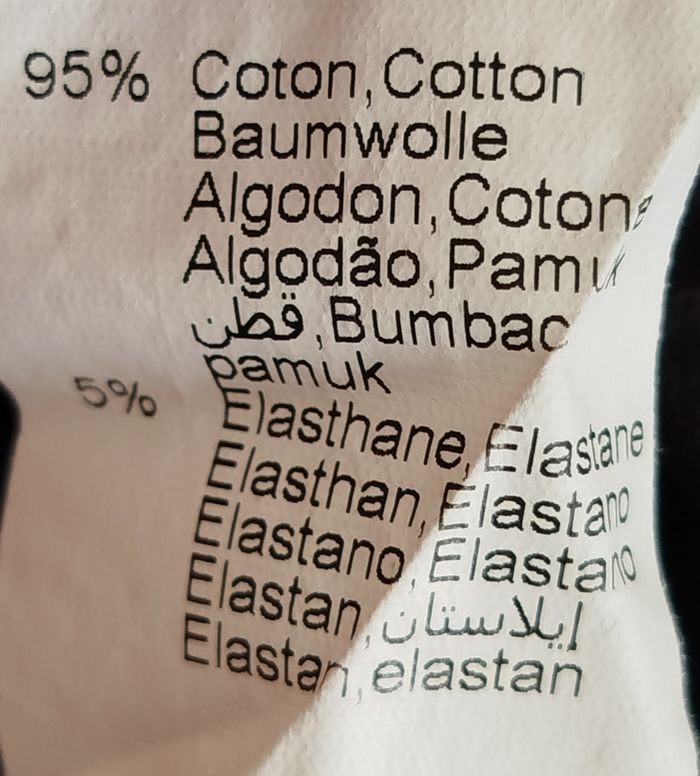 95% Coton, Cotton
Baumwolle
Algodon, Cotone
Algodão, Pamuk
قطن, Bumbac
pamuk
5% Elasthane, Elastane
Elasthan, Elastano
Elastano, Elastano
Elastan, إيلاستان
Elastan, elastan